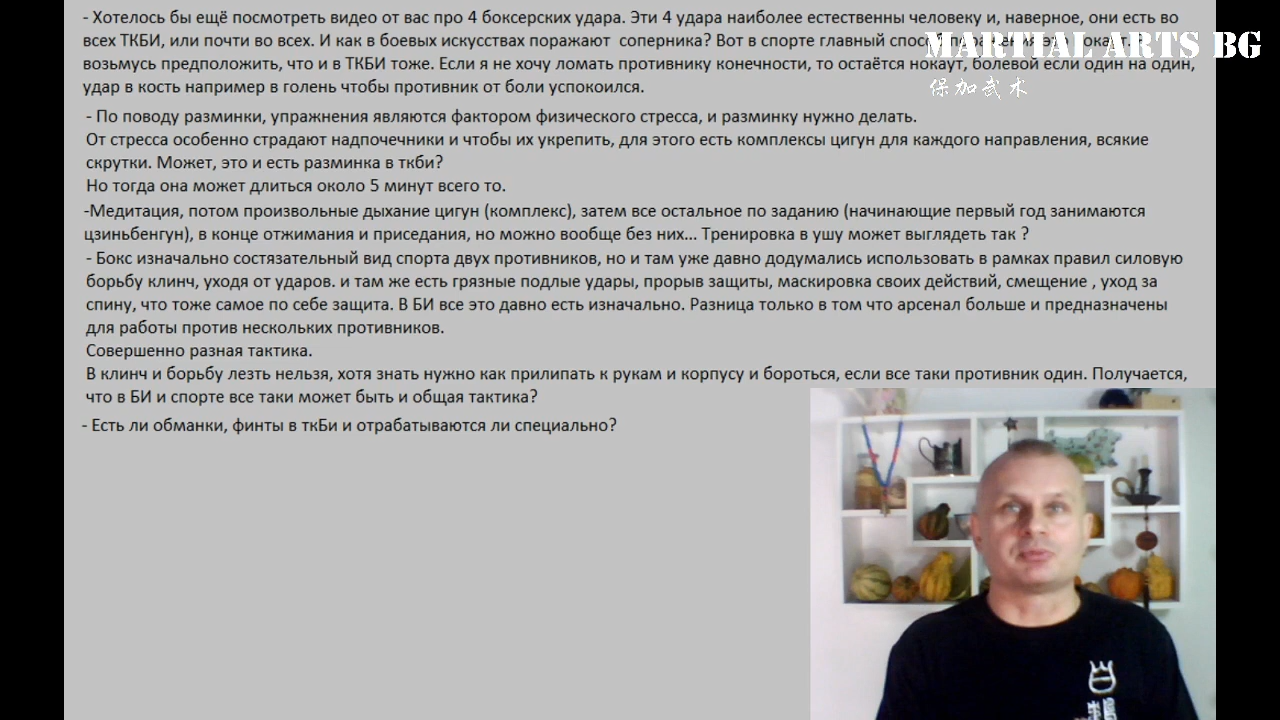 - Хотелось бы ещё посмотреть видео от вас про 4 боксерских удара. Эти 4 удара наиболее естественны человеку и, наверное, они есть во
всех ТКБИ, или почти во всех. И как в боевых искусствах поражают соперника? Вот в спорте главный
возьмусь предположить, что и в ТКБИ тоже. Если я не хочу ломать противнику конечности, то остаётся нокаут, болевой если один на один,
удар в кость например в голень чтобы противник от боли успокоился.
MARTIAL ARTS BG
保加武术
- По поводу разминки, упражнения являются фактором физического стресса, и разминку нужно делать.
От стресса особенно страдают надпочечники и чтобы их укрепить, для этого есть комплексы цигун для каждого направления, всякие
скрутки. Может, это и есть разминка в ткби?
Но тогда она может длиться около 5 минут всего то.
-Медитация, потом произвольные дыхание цигун (комплекс), затем все остальное по заданию (начинающие первый год занимаются
цзиньбенгун), в конце отжимания и приседания, но можно вообще без них... Тренировка в ушу может выглядеть так ?
- Бокс изначально состязательный вид спорта двух противников, но и там уже давно додумались использовать в рамках правил силовую
борьбу клинч, уходя от ударов. и там же есть грязные подлые удары, прорыв защиты, маскировка своих действий, смещение , уход за
спину, что тоже самое по себе защита. В БИ все это давно есть изначально. Разница только в том что арсенал больше и предназначены
для работы против нескольких противников.
Совершенно разная тактика.
В клинч и борьбу лезть нельзя, хотя знать нужно как прилипать к рукам и корпусу и бороться, если все таки противник один. Получается,
что в БИ и спорте все таки может быть и общая тактика?
- Есть ли обманки, финты в ткБи и отрабатываются ли специально?